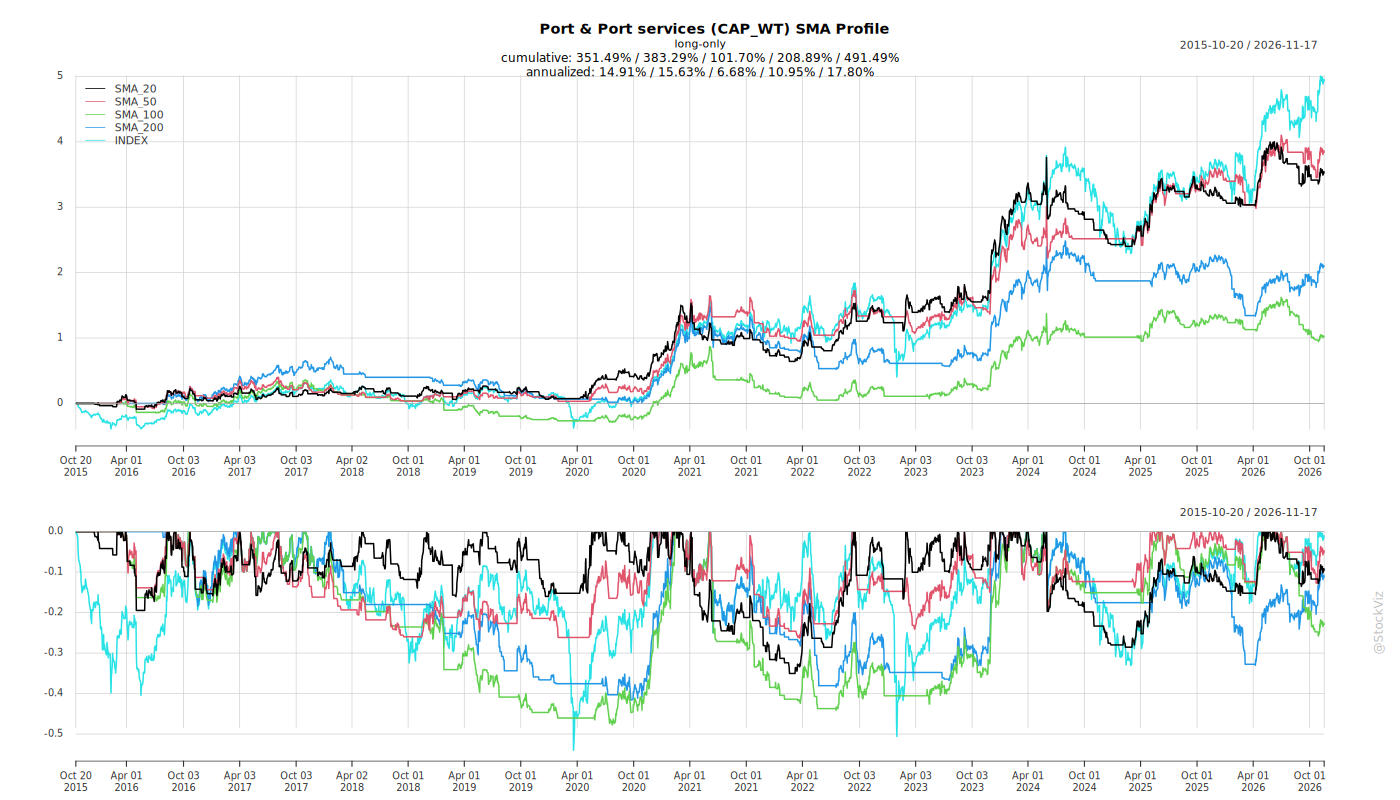 Port & Port services (CAP_WT) SMA Profile
long-only
cumulative: 351.49% / 383.29% / 101.70% / 208.89% / 491.49%
annualized: 14.91% / 15.63% / 6.68% / 10.95% / 17.80%
2015-10-20 / 2026-11-17
SMA_20
SMA_50
SMA_100
SMA_200
INDEX
5
4
3
2
1
0
Oct 20 Apr 01 Oct 03 Apr 03 Oct 03 Apr 02 Oct 01 Apr 01 Oct 01 Apr 01 Oct 01 Apr 01 Oct 01 Apr 01 Oct 03 Apr 03 Oct 03 Apr 01 Oct 01 Apr 01 Oct 01 Apr 01 Oct 01
2015 2016 2016 2017 2017 2018 2018 2019 2019 2020 2020 2021 2021 2022 2022 2023 2023 2024 2024 2025 2025 2026 2026
2015-10-20 / 2026-11-17
0.0
-0.1
-0.2
-0.3
-0.4
-0.5
Oct 20 Apr 01 Oct 03 Apr 03 Oct 03 Apr 02 Oct 01 Apr 01 Oct 01 Apr 01 Oct 01 Apr 01 Oct 01 Apr 01 Oct 03 Apr 03 Oct 03 Apr 01 Oct 01 Apr 01 Oct 01 Apr 01 Oct 01
2015 2016 2016 2017 2017 2018 2018 2019 2019 2020 2020 2021 2021 2022 2022 2023 2023 2024 2024 2025 2025 2026 2026
@StockViz